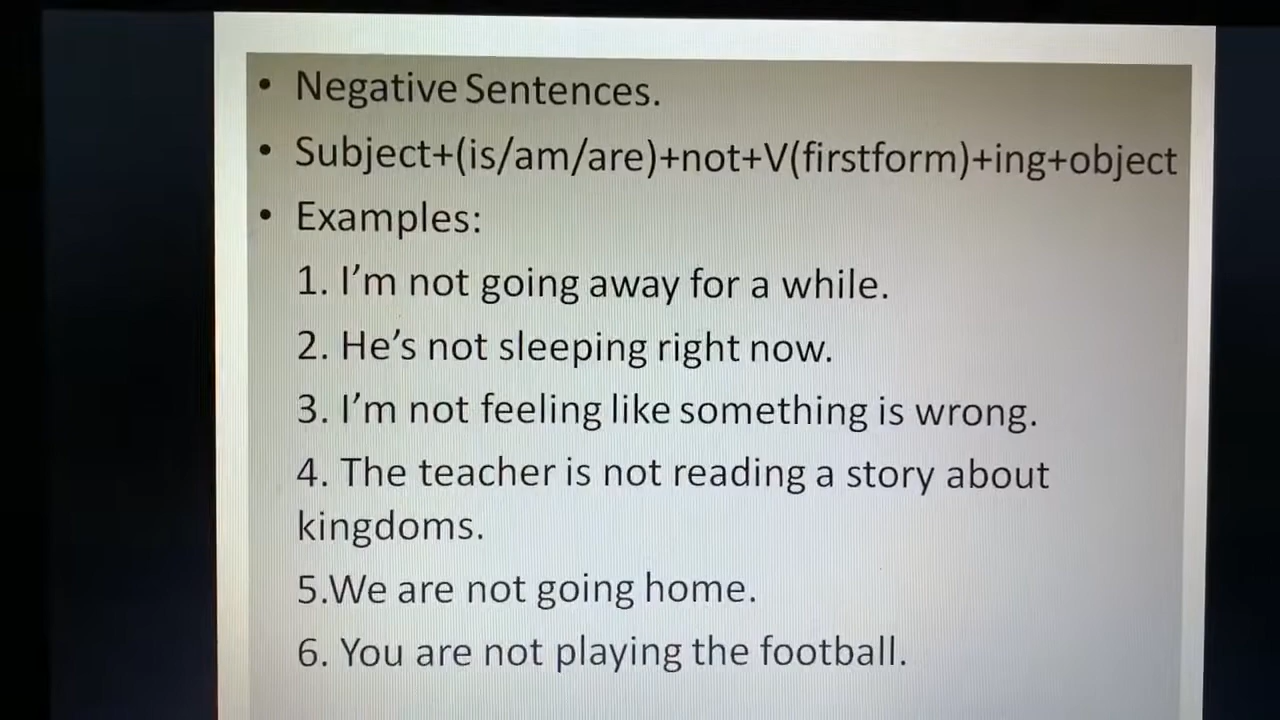 • Negative Sentences.
• Subject+(is/am/are)+not+V(firstform)+ing+object
• Examples:
1. I’m not going away for a while.
2. He’s not sleeping right now.
3. I’m not feeling like something is wrong.
4. The teacher is not reading a story about
kingdoms.
5.We are not going home.
6. You are not playing the football.